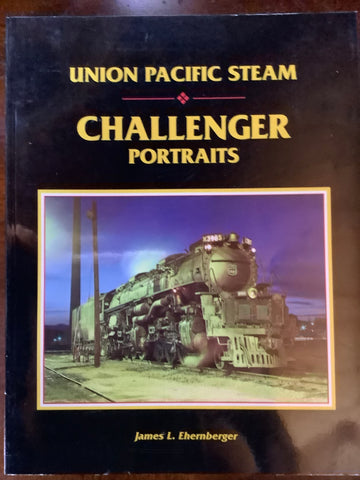 UNION PACIFIC STEAM
CHALLENGER
PORTRAITS
James L. Ehernberger